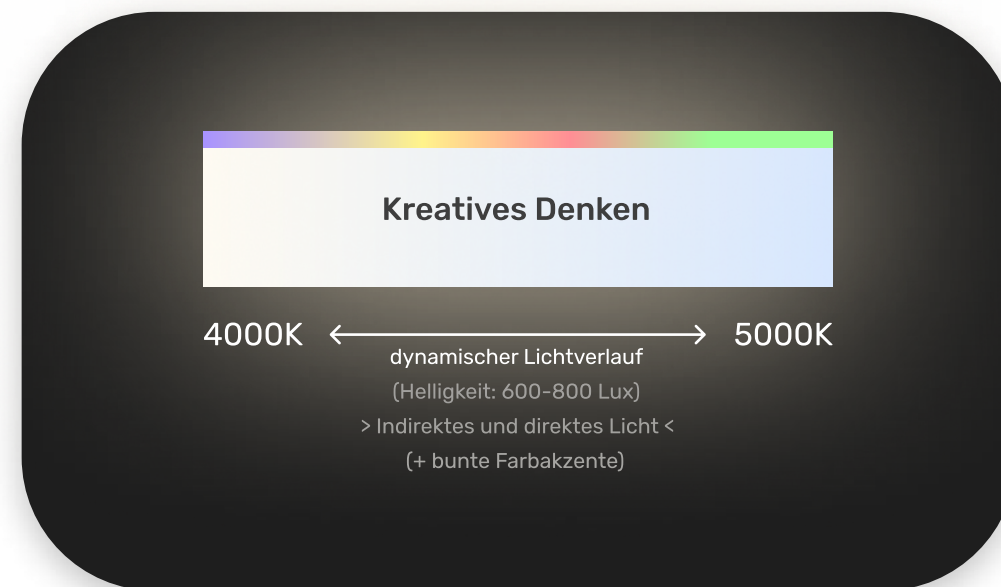 Kreatives Denken
4000K
5000K
dynamischer Lichtverlauf
(Helligkeit: 600-800 Lux)
> Indirektes und direktes Licht <
(+ bunte Farbakzente)